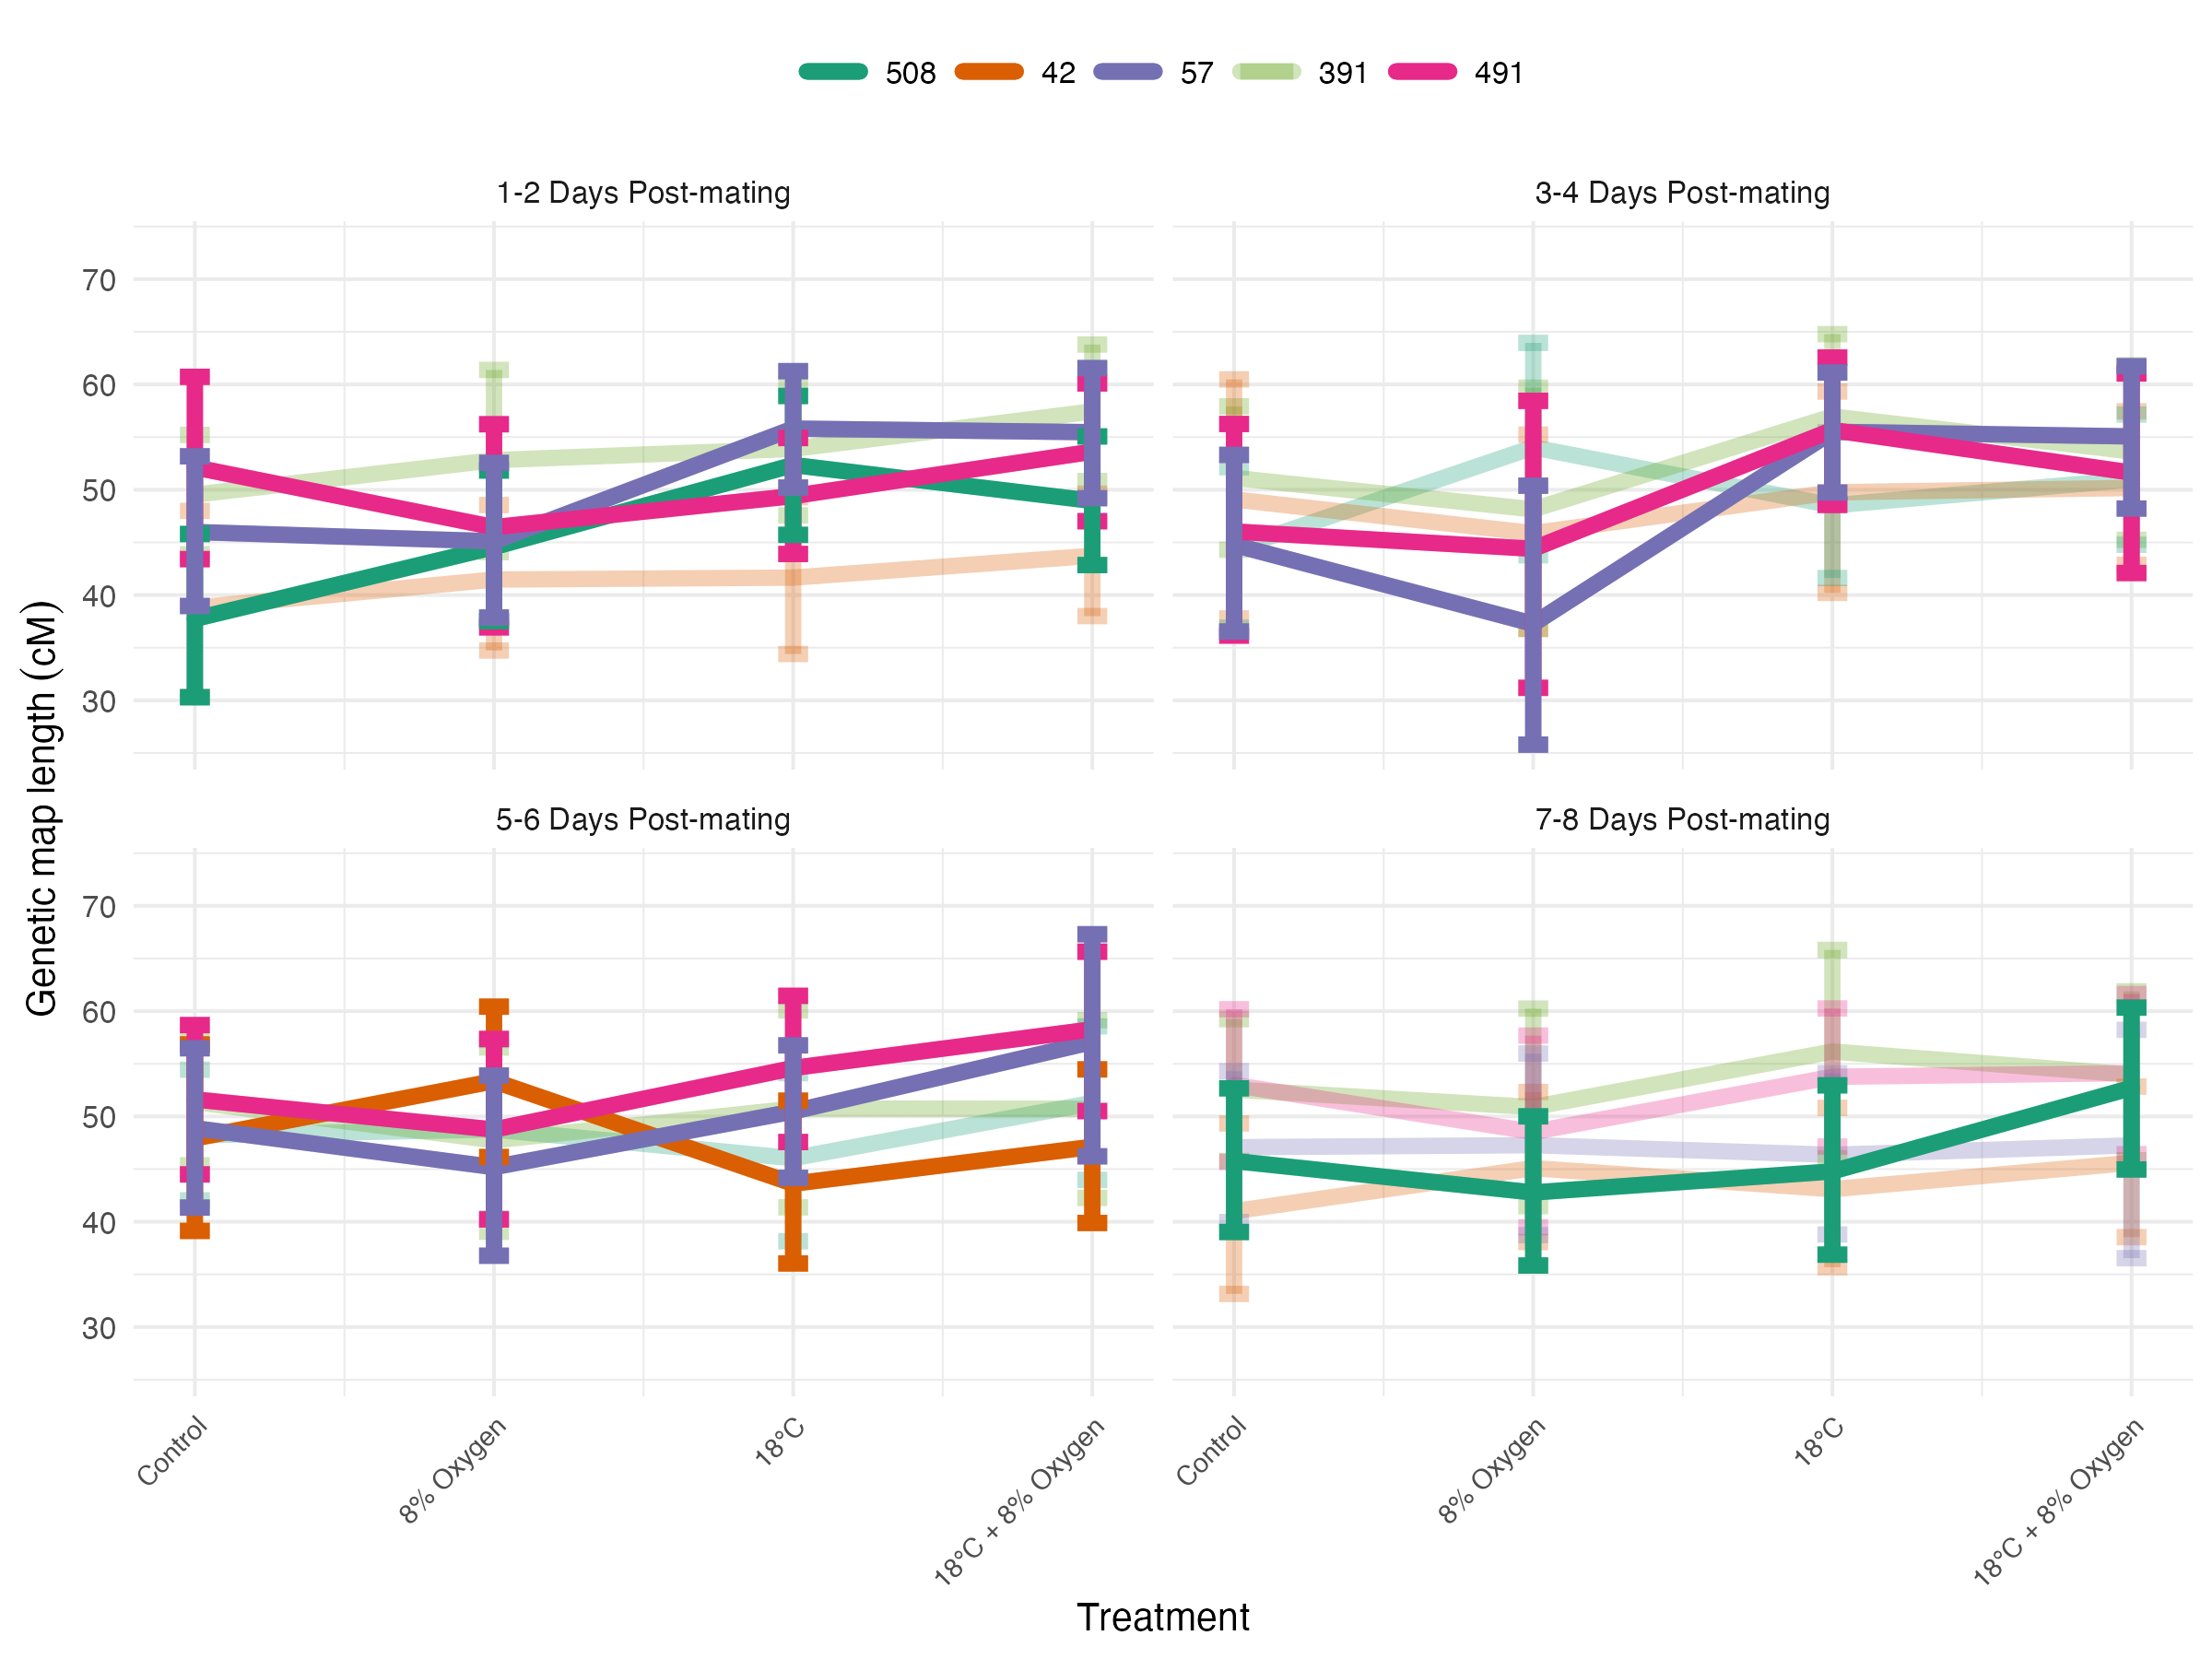 508 42 57 391 491
1-2 Days Post-mating
3-4 Days Post-mating
70
60
50
40
30
5-6 Days Post-mating
7-8 Days Post-mating
70
60
50
40
30
Genetic map length (cM)
Control
8% Oxygen
18°C
18°C + 8% Oxygen
Control
8% Oxygen
18°C
18°C + 8% Oxygen
Treatment